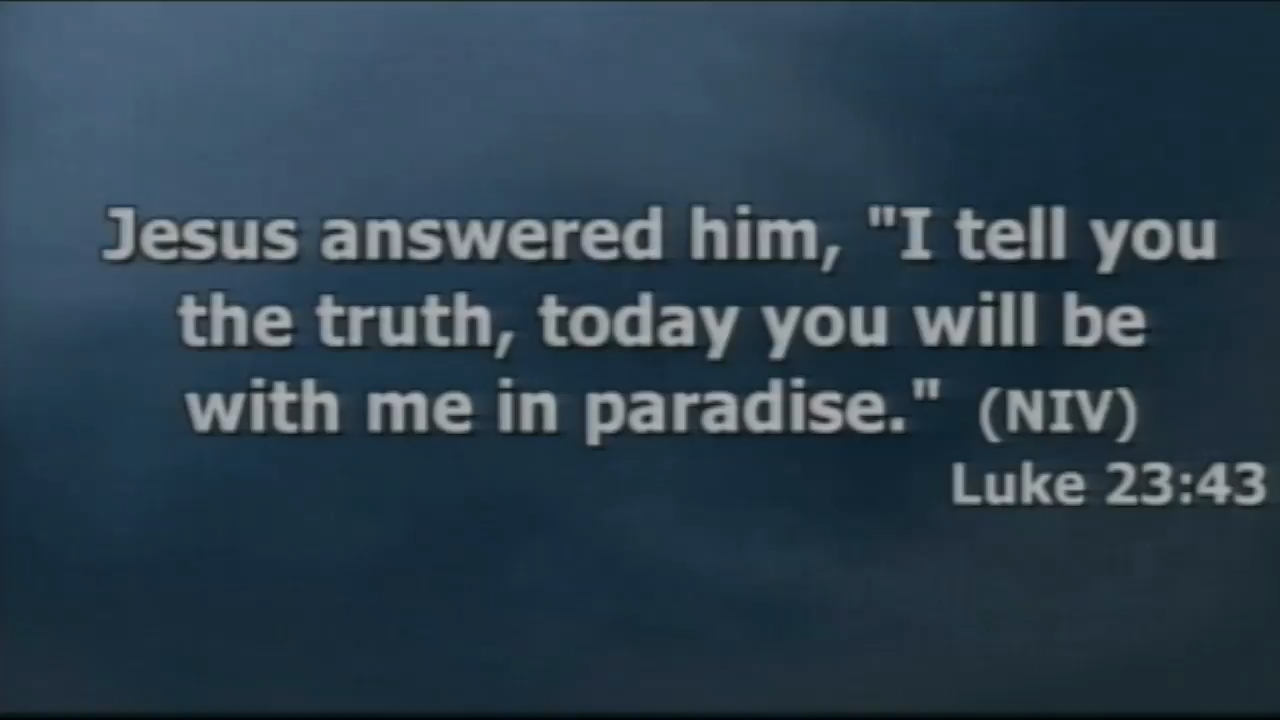 Jesus answered him, "I tell you
the truth, today you will be
with me in paradise." (NIV)
Luke 23:43